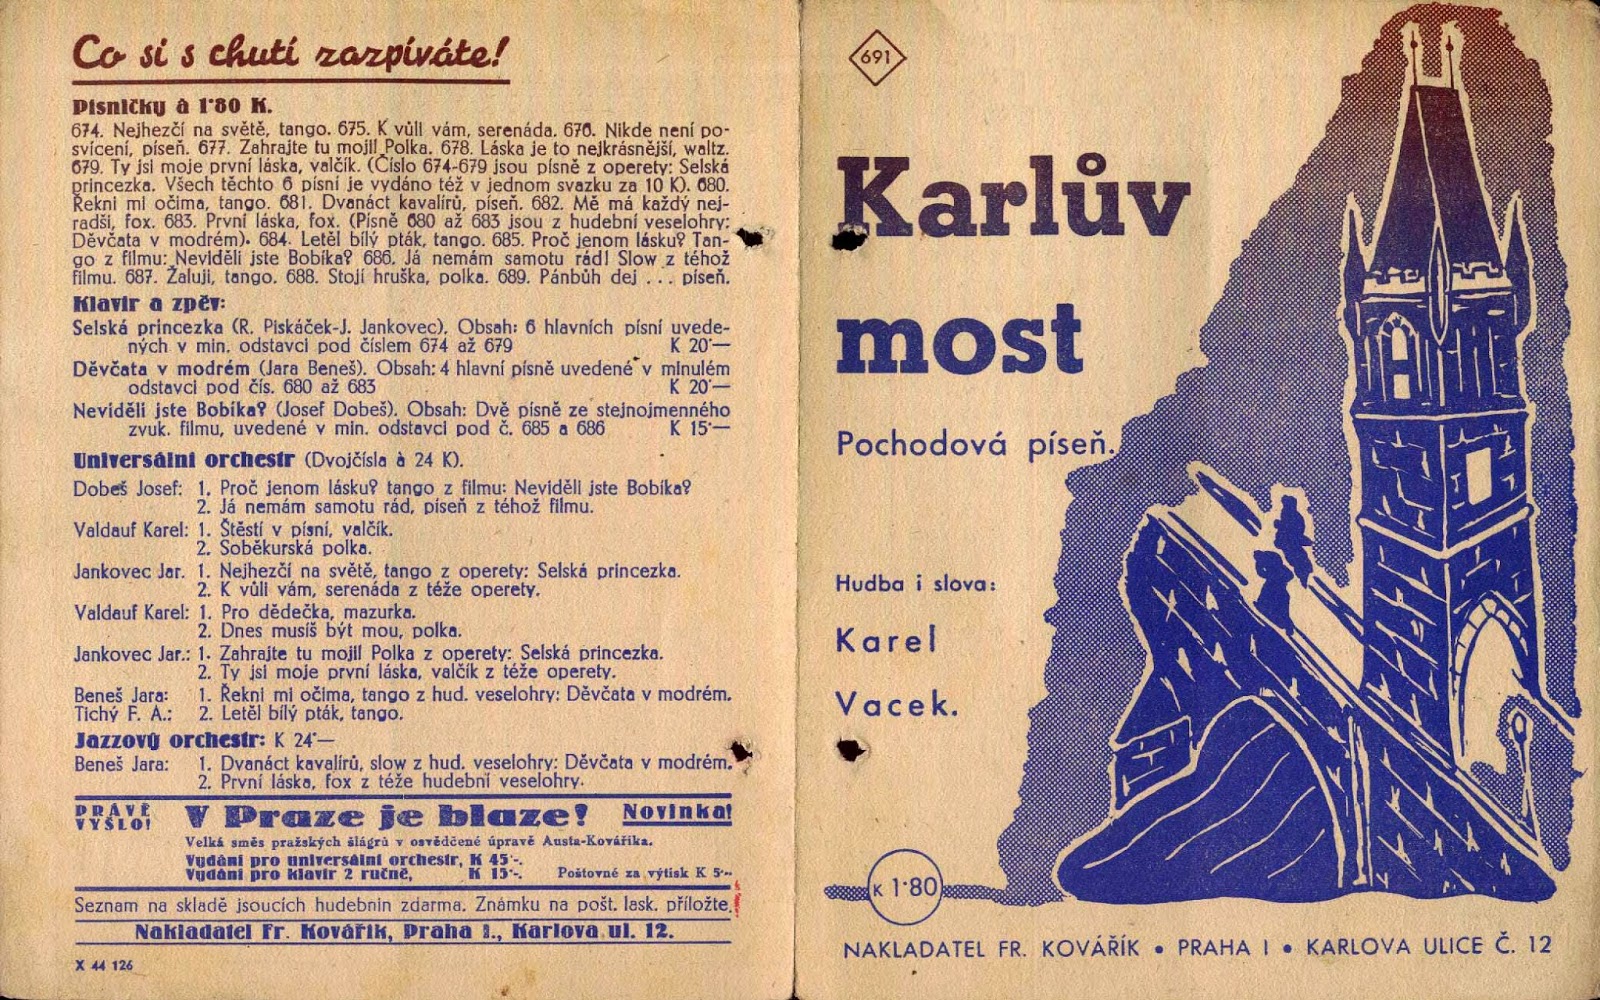 Co si s chutí zazpíváte!
Písničky à 1·80 K.
674. Nejhezčí na světě, tango. 675. K vůli vám, serenáda. 676. Nikde není po-
svícení, píseň. 677. Zahrajte tu moji! Polka. 678. Láska je to nejkrásnější, waltz.
679. Ty jsi moje první láska, valčík. (Číslo 674-679 jsou písně z operety: Selská
princezka. Všech těchto 6 písní je vydáno též v jednom svazku za 10 K). 680.
Řekni mi očima, tango. 681. Dvanáct kavalírů, píseň. 682. Mě má každý nej-
radši, fox. 683. První láska, fox. (Písně 680 až 683 jsou z hudební veselohry:
Děvčata v modrém). 684. Letěl bílý pták, tango. 685. Proč jenom lásku? Tan-
go z filmu: Neviděli jste Bobíka? 686. Já nemám samotu rád! Slow z téhož
filmu. 687. Žaluji, tango. 688. Stojí hruška, polka. 689. Pánbůh dej . . . píseň.
Klavír a zpěv:
Selská princezka (R. Piskáček-J. Jankovec). Obsah: 6 hlavních písní uvede-
ných v min. odstavci pod číslem 674 až 679 K 20·—
Děvčata v modrém (Jara Beneš). Obsah: 4 hlavní písně uvedené v minulém
odstavci pod čís. 680 až 683 K 20·—
Neviděli jste Bobíka? (Josef Dobeš). Obsah: Dvě písně ze stejnojmenného
zvuk. filmu, uvedené v min. odstavci pod č. 685 a 686 K 15·—
Universální orchestr (Dvojčísla à 24 K).
Dobeš Josef: 1. Proč jenom lásku? tango z filmu: Neviděli jste Bobíka?
2. Já nemám samotu rád, píseň z téhož filmu.
Valdauf Karel: 1. Štěstí v písni, valčík.
2. Soběkurská polka.
Jankovec Jar. 1. Nejhezčí na světě, tango z operety: Selská princezka.
2. K vůli vám, serenáda z téže operety.
Valdauf Karel: 1. Pro dědečka, mazurka.
2. Dnes musíš být mou, polka.
Jankovec Jar.: 1. Zahrajte tu moji! Polka z operety: Selská princezka.
2. Ty jsi moje první láska, valčík z téže operety.
Beneš Jara: 1. Řekni mi očima, tango z hud. veselohry: Děvčata v modrém.
Tichý F. A.: 2. Letěl bílý pták, tango.
Jazzový orchestr: K 24·—
Beneš Jara: 1. Dvanáct kavalírů, slow z hud. veselohry: Děvčata v modrém.
2. První láska, fox z téže hudební veselohry.
PRÁVĚ VYŠLO! V Praze je blaze! Novinka!
Velká směs pražských šlágrů v osvědčené úpravě Austa-Kováříka.
Vydání pro universální orchestr, K 45·-.
Vydání pro klavír 2 ručně, K 15·-. Poštovné za výtisk K 5·--
Seznam na skladě jsoucích hudebnin zdarma. Známku na pošt. lask. přiložte.
Nakladatel Fr. Kovářík, Praha I., Karlova ul. 12.
X 44 126
691
Karlův
most
Pochodová píseň.
Hudba i slova:
Karel
Vacek.
K 1·80
NAKLADATEL FR. KOVÁŘÍK • PRAHA I • KARLOVA ULICE Č. 12